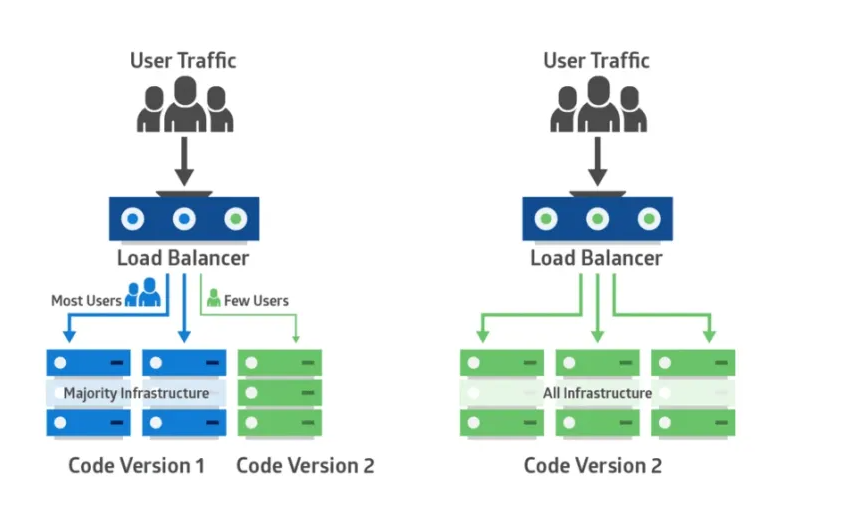 User Traffic
Load Balancer
Most Users
Few Users
Majority Infrastructure
Code Version 1
Code Version 2
User Traffic
Load Balancer
All Infrastructure
Code Version 2